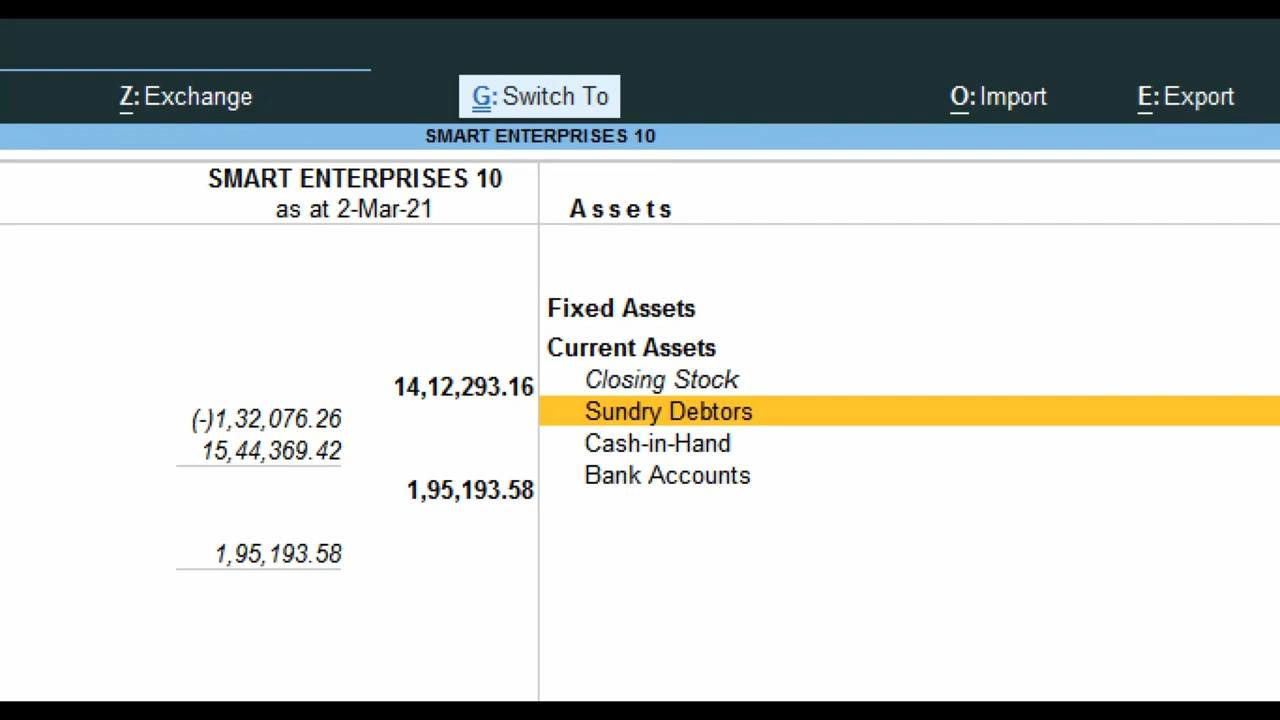 Z: Exchange G: Switch To O: Import E: Export
SMART ENTERPRISES 10
SMART ENTERPRISES 10
as at 2-Mar-21
Assets
Fixed Assets
Current Assets
14,12,293.16 Closing Stock
(-)1,32,076.26 Sundry Debtors
15,44,369.42 Cash-in-Hand
1,95,193.58 Bank Accounts
1,95,193.58